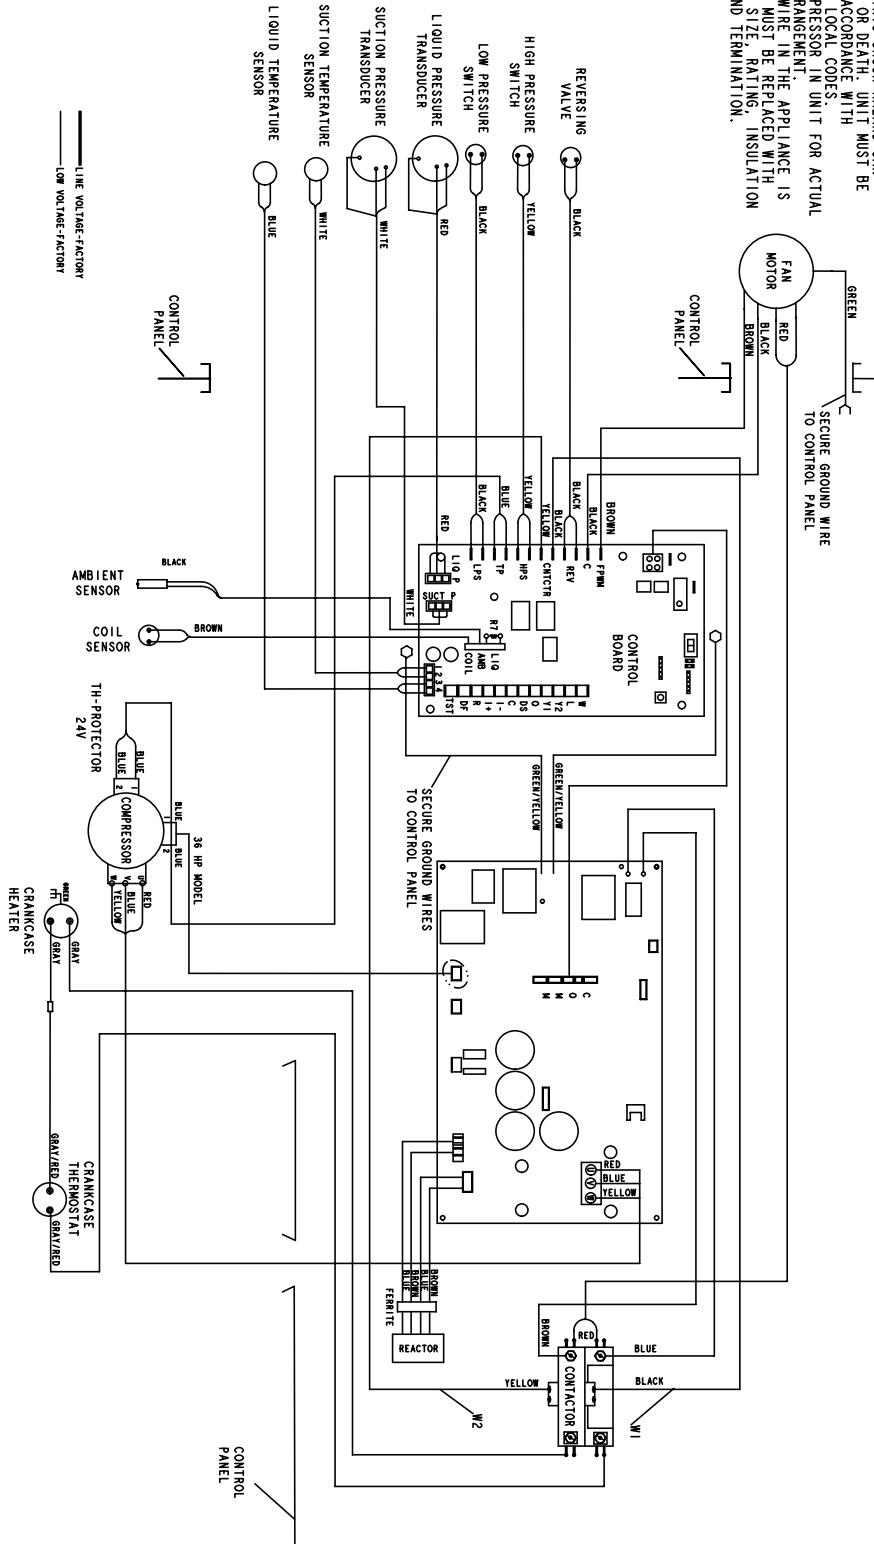 OR DEATH. UNIT MUST BE
ACCORDANCE WITH
LOCAL CODES.
PRESSOR IN UNIT FOR ACTUAL
RANGEMENT.
WIRE IN THE APPLIANCE IS
MUST BE REPLACED WITH
SIZE, RATING, INSULATION
ND TERMINATION.
REVERSING
VALVE
HIGH PRESSURE
SWITCH
LOW PRESSURE
SWITCH
LIQUID PRESSURE
TRANSDUCER
SUCTION PRESSURE
TRANSDUCER
SUCTION TEMPERATURE
SENSOR
LIQUID TEMPERATURE
SENSOR
BLACK
YELLOW
BLACK
RED
WHITE
WHITE
BLUE
LINE VOLTAGE-FACTORY
LOW VOLTAGE-FACTORY
FAN
MOTOR
GREEN
RED
BLACK
BROWN
CONTROL
PANEL
CONTROL
PANEL
SECURE GROUND WIRE
TO CONTROL PANEL
BROWN
BLACK
BLACK
BLACK
YELLOW
YELLOW
BLUE
BLACK
RED
WHITE
FPWM
C
REV
CNTCTR
HPS
TP
LPS
LIQ P
SUCT P
R7
LIQ
AMB
COIL
1
2
3
4
CONTROL
BOARD
W
L
Y2
Y1
O
DS
C
I-
I+
R
DF
TST
AMBIENT
SENSOR
BLACK
COIL
SENSOR
BROWN
TH-PROTECTOR
24V
BLUE
BLUE
1
2
COMPRESSOR
BLUE
BLUE
1
2
36 HP MODEL
U
V
W
RED
BLUE
YELLOW
GREEN/YELLOW
GREEN/YELLOW
SECURE GROUND WIRES
TO CONTROL PANEL
CRANKCASE
HEATER
GREEN
GRAY
GRAY
C
O
M
M
CRANKCASE
THERMOSTAT
GRAY/RED
GRAY/RED
U
V
W
RED
BLUE
YELLOW
BROWN
BLUE
BROWN
BLUE
FERRITE
REACTOR
RED
BROWN
BLUE
CONTACTOR
YELLOW
BLACK
W1
W2
CONTROL
PANEL